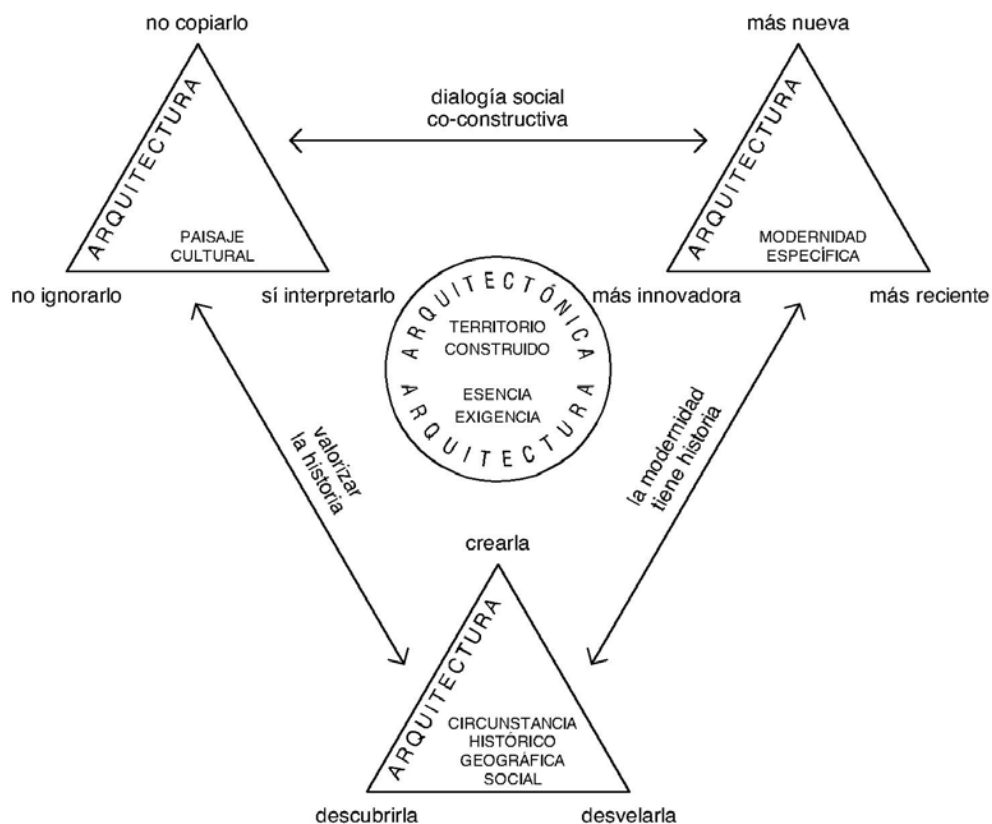 no copiarlo
ARQUITECTURA
PAISAJE
CULTURAL
no ignorarlo
sí interpretarlo
dialogía social
co-constructiva
más nueva
ARQUITECTURA
MODERNIDAD
ESPECÍFICA
más innovadora
más reciente
ARQUITECTÓNICA
TERRITORIO
CONSTRUIDO
ESENCIA
EXIGENCIA
ARQUITECTURA
valorizar
la historia
la modernidad
tiene historia
crearla
ARQUITECTURA
CIRCUNSTANCIA
HISTÓRICO
GEOGRÁFICA
SOCIAL
descubrirla
desvelarla